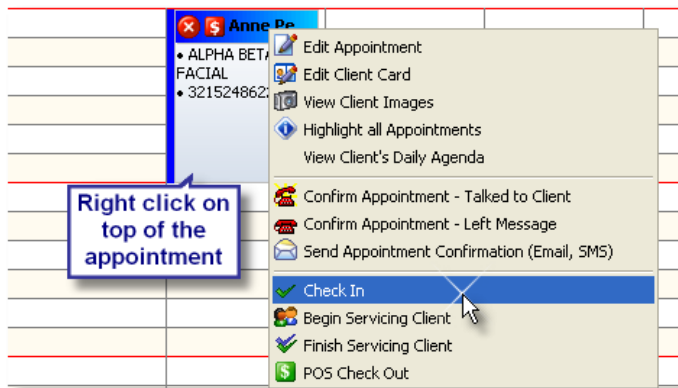 Anne Pe
• ALPHA BETA
FACIAL
• 321524862
Edit Appointment
Edit Client Card
View Client Images
Highlight all Appointments
View Client's Daily Agenda
Confirm Appointment - Talked to Client
Confirm Appointment - Left Message
Send Appointment Confirmation (Email, SMS)
Check In
Begin Servicing Client
Finish Servicing Client
POS Check Out
Right click on
top of the
appointment